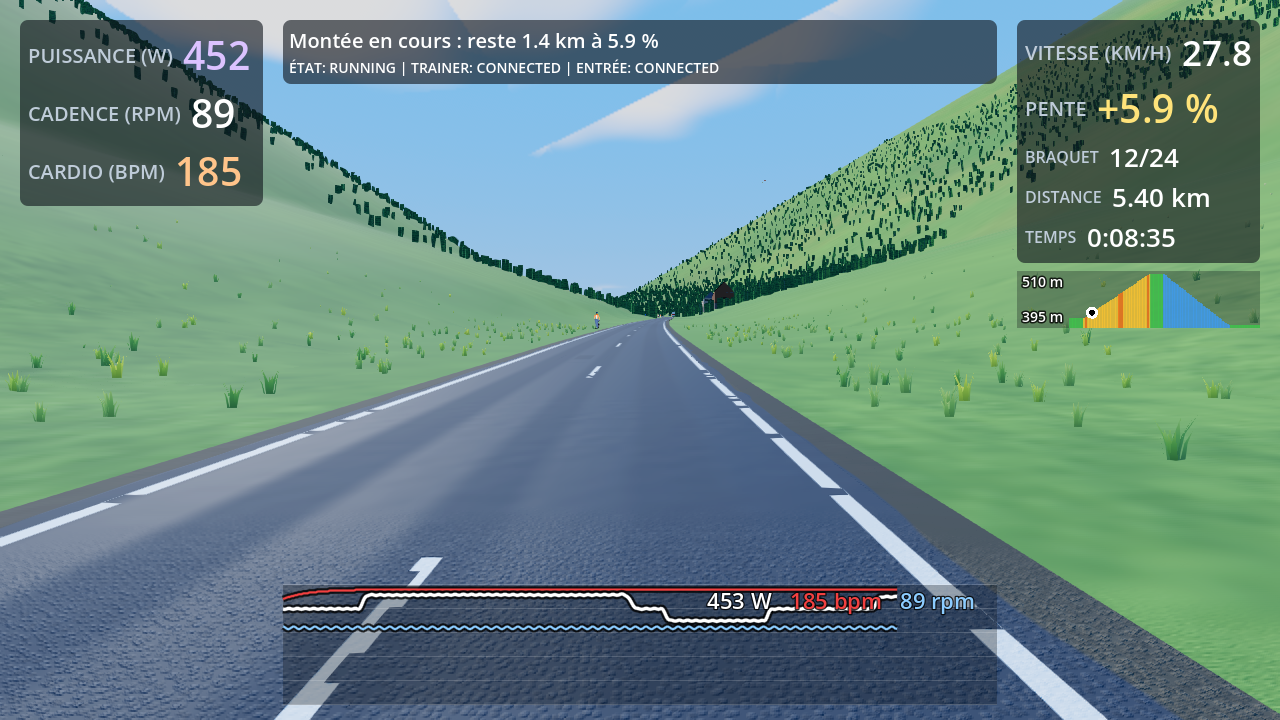 PUISSANCE (W) 452
CADENCE (RPM) 89
CARDIO (BPM) 185
Montée en cours : reste 1.4 km à 5.9 %
ÉTAT: RUNNING | TRAINER: CONNECTED | ENTRÉE: CONNECTED
VITESSE (KM/H) 27.8
PENTE +5.9 %
BRAQUET 12/24
DISTANCE 5.40 km
TEMPS 0:08:35
510 m
395 m
453 W 185 bpm 89 rpm